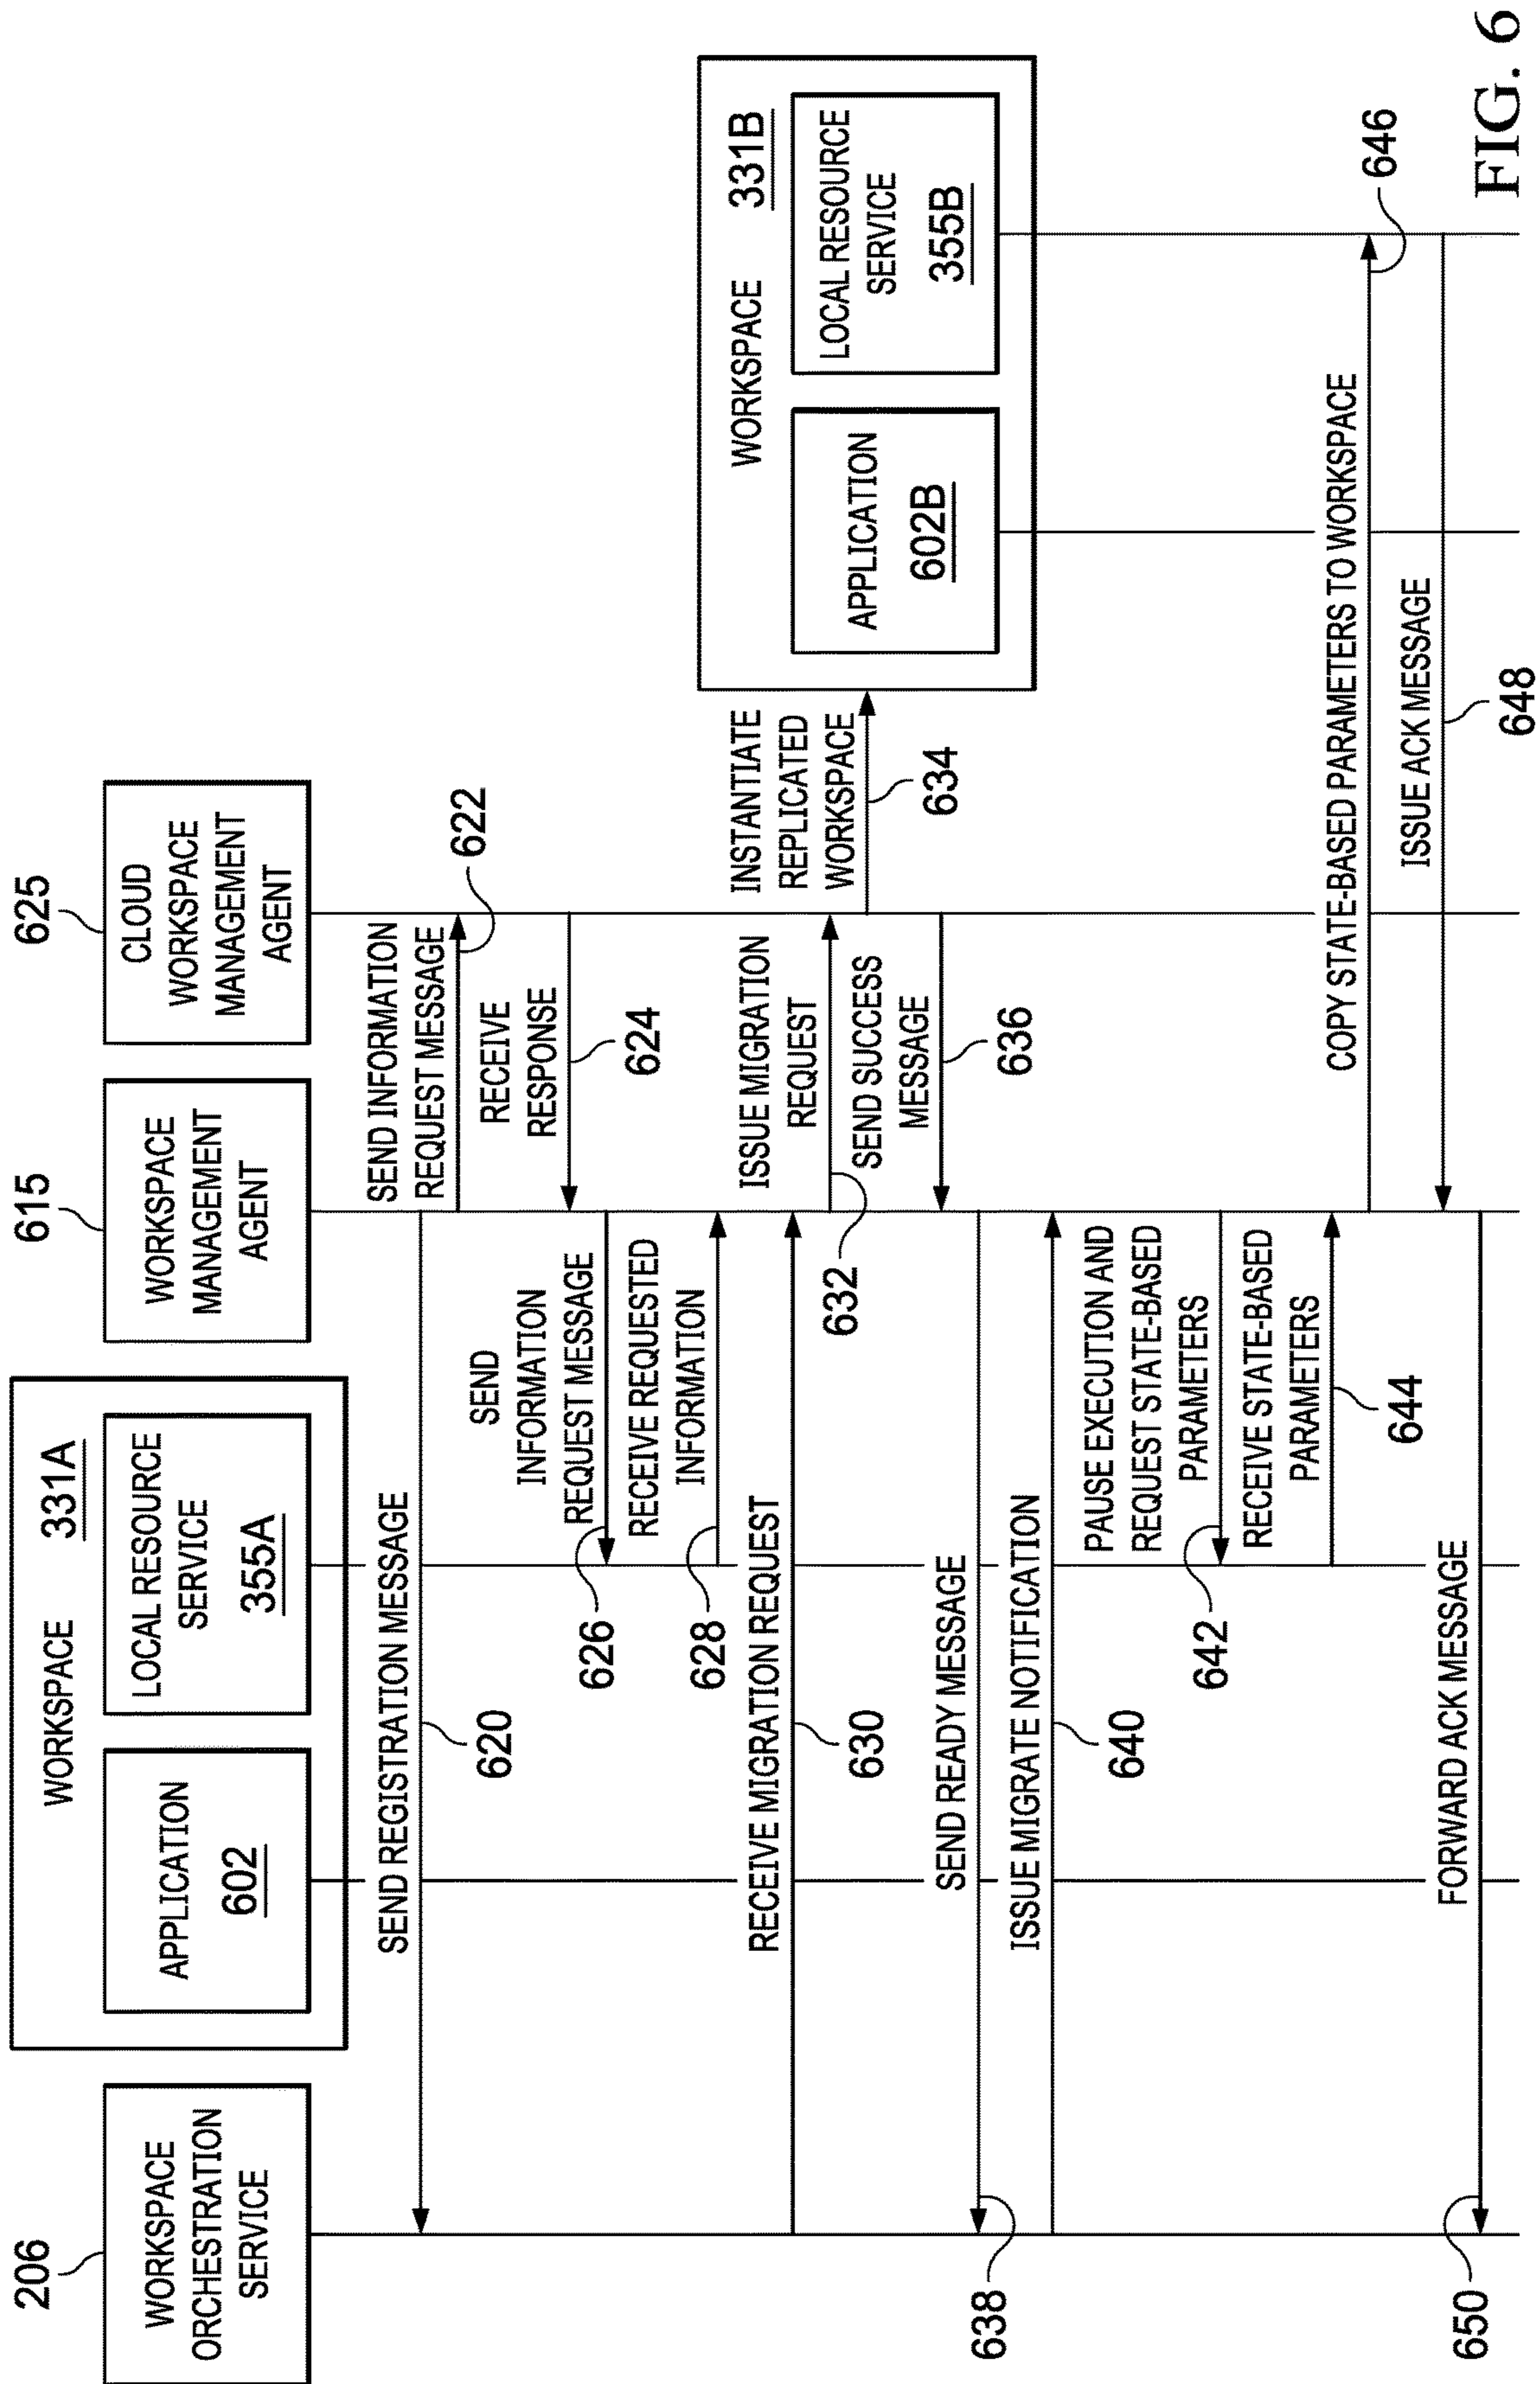 206
WORKSPACE
ORCHESTRATION
SERVICE
WORKSPACE
331A
APPLICATION
602
LOCAL RESOURCE
SERVICE
355A
615
WORKSPACE
MANAGEMENT
AGENT
625
CLOUD
WORKSPACE
MANAGEMENT
AGENT
SEND REGISTRATION MESSAGE
620
SEND INFORMATION
REQUEST MESSAGE
622
RECEIVE
RESPONSE
624
SEND
INFORMATION
REQUEST MESSAGE
626
RECEIVE REQUESTED
INFORMATION
628
RECEIVE MIGRATION REQUEST
630
ISSUE MIGRATION
REQUEST
632
INSTANTIATE
REPLICATED
WORKSPACE
634
WORKSPACE
331B
APPLICATION
602B
LOCAL RESOURCE
SERVICE
355B
SEND SUCCESS
MESSAGE
636
SEND READY MESSAGE
638
ISSUE MIGRATE NOTIFICATION
640
PAUSE EXECUTION AND
REQUEST STATE-BASED
PARAMETERS
642
RECEIVE STATE-BASED
PARAMETERS
644
COPY STATE-BASED PARAMETERS TO WORKSPACE
646
ISSUE ACK MESSAGE
648
FORWARD ACK MESSAGE
650
FIG. 6